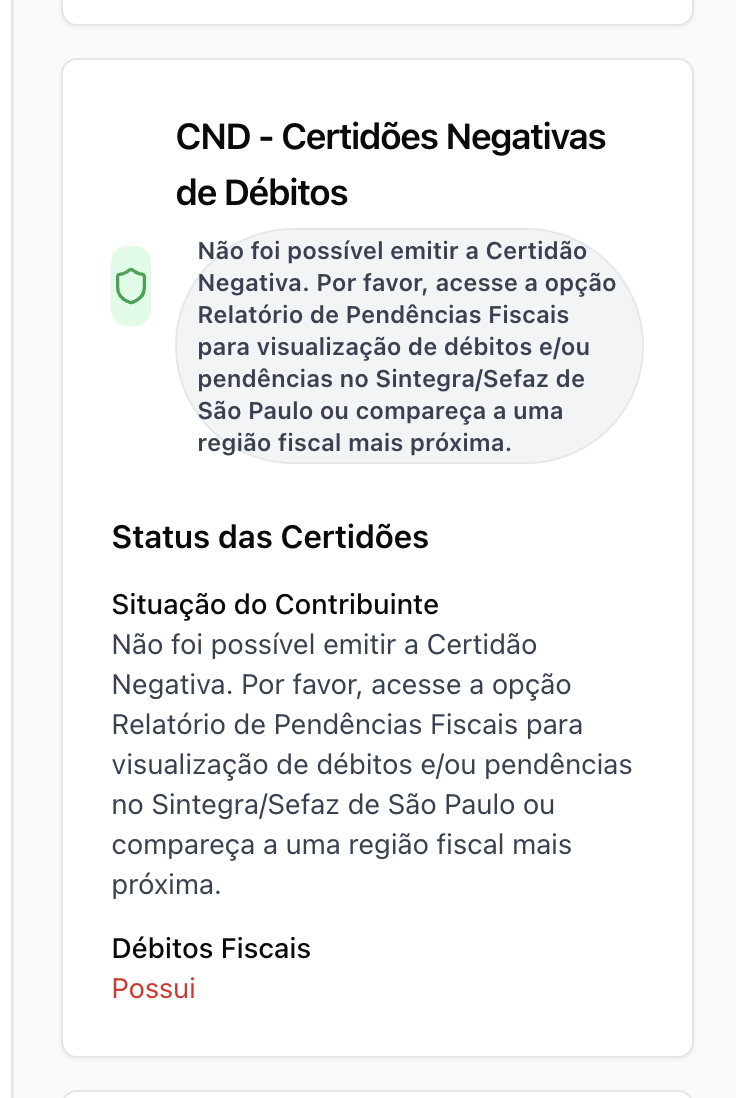 CND - Certidões Negativas
de Débitos
Não foi possível emitir a Certidão
Negativa. Por favor, acesse a opção
Relatório de Pendências Fiscais
para visualização de débitos e/ou
pendências no Sintegra/Sefaz de
São Paulo ou compareça a uma
região fiscal mais próxima.
Status das Certidões
Situação do Contribuinte
Não foi possível emitir a Certidão
Negativa. Por favor, acesse a opção
Relatório de Pendências Fiscais para
visualização de débitos e/ou pendências
no Sintegra/Sefaz de São Paulo ou
compareça a uma região fiscal mais
próxima.
Débitos Fiscais
Possui